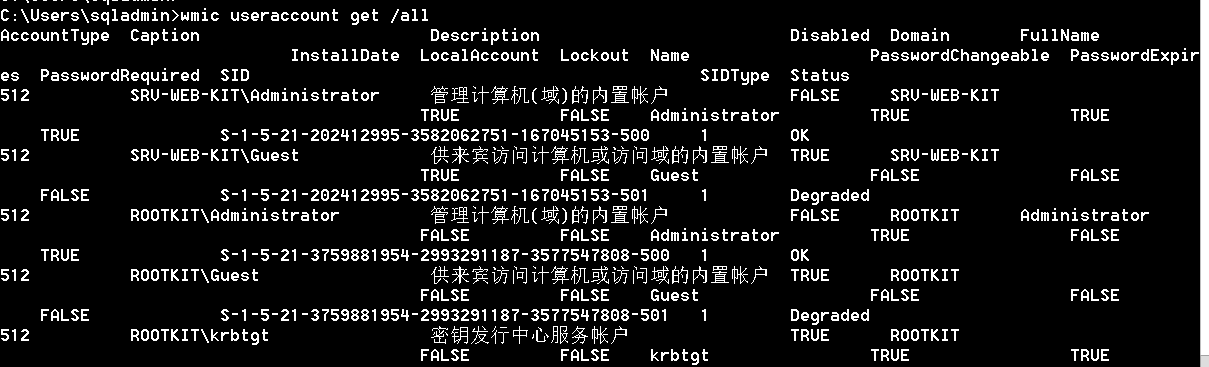 C:\Users\sqladmin>wmic useraccount get /all
AccountType  Caption                       Description                         Disabled  Domain       FullName
                             InstallDate  LocalAccount  Lockout  Name                  PasswordChangeable  PasswordExpir
es  PasswordRequired  SID                                             SIDType  Status
512          SRV-WEB-KIT\Administrator     管理计算机(域)的内置帐户            FALSE     SRV-WEB-KIT
                                          TRUE          FALSE    Administrator         TRUE                TRUE
    TRUE              S-1-5-21-202412995-3582062751-167045153-500     1        OK
512          SRV-WEB-KIT\Guest             供来宾访问计算机或访问域的内置帐户  TRUE      SRV-WEB-KIT
                                          TRUE          FALSE    Guest                 FALSE               FALSE
    FALSE             S-1-5-21-202412995-3582062751-167045153-501     1        Degraded
512          ROOTKIT\Administrator         管理计算机(域)的内置帐户            FALSE     ROOTKIT      Administrator
                                          FALSE         FALSE    Administrator         TRUE                FALSE
    TRUE              S-1-5-21-3759881954-2993291187-3577547808-500   1        OK
512          ROOTKIT\Guest                 供来宾访问计算机或访问域的内置帐户  TRUE      ROOTKIT
                                          FALSE         FALSE    Guest                 FALSE               FALSE
    FALSE             S-1-5-21-3759881954-2993291187-3577547808-501   1        Degraded
512          ROOTKIT\krbtgt                密钥发行中心服务帐户                TRUE      ROOTKIT
                                          FALSE         FALSE    krbtgt                TRUE                TRUE